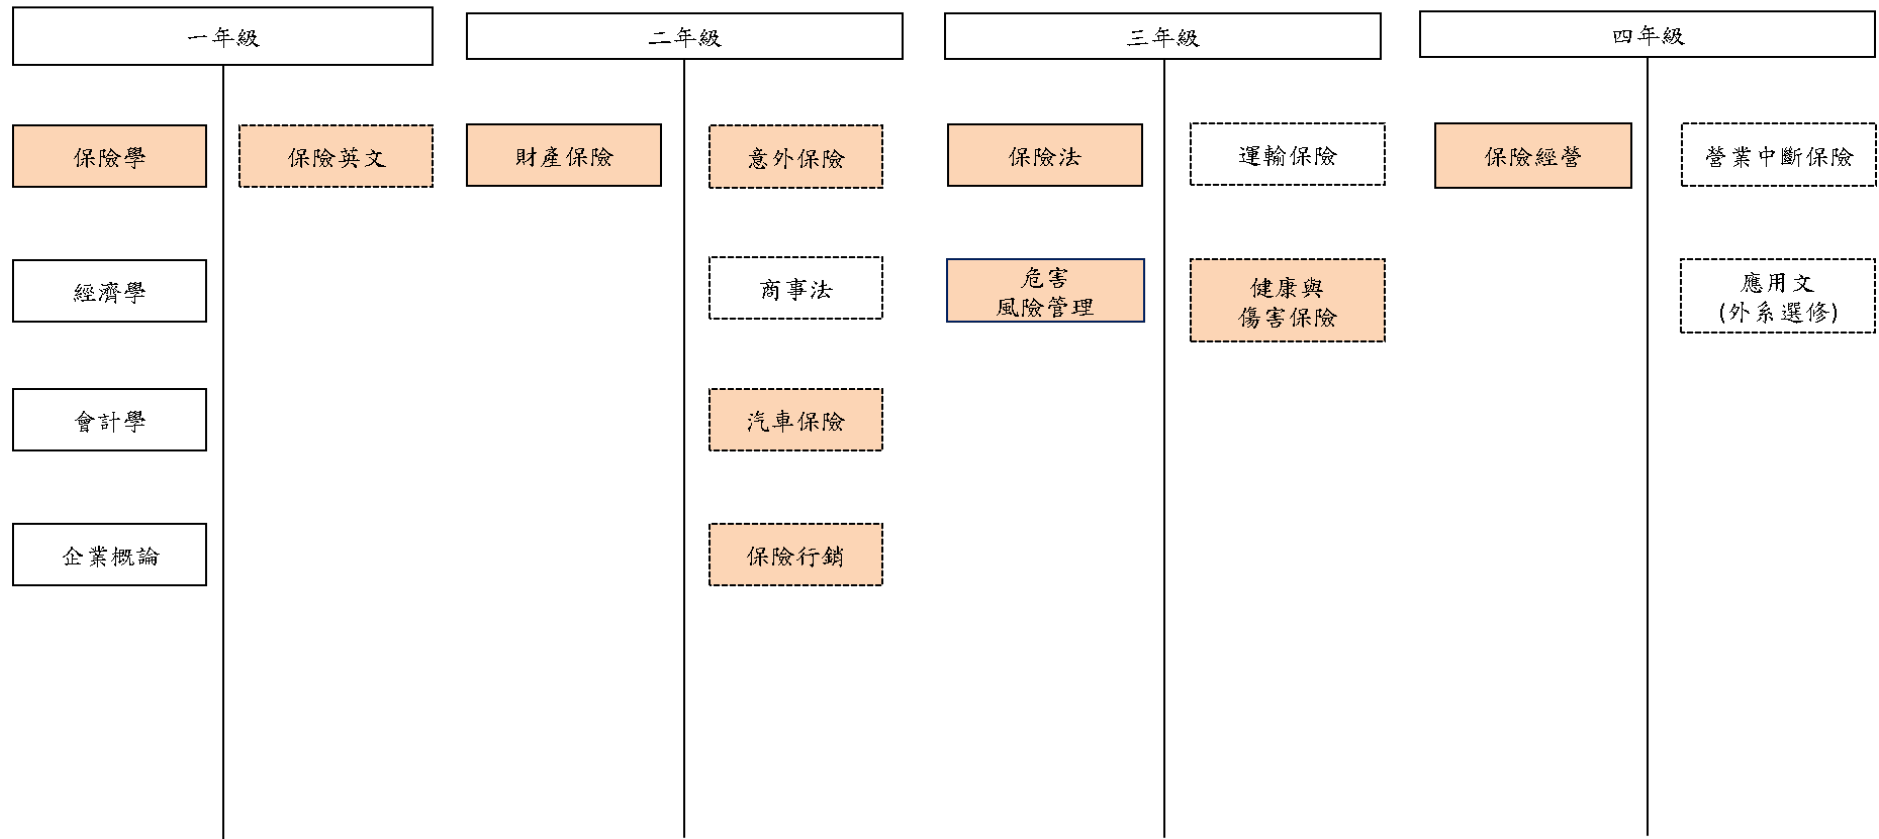 一年級
二年級
三年級
四年級
保險學
保險英文
財產保險
意外保險
保險法
運輸保險
保險經營
營業中斷保險
經濟學
商事法
危害
風險管理
健康與
傷害保險
應用文
(外系選修)
會計學
汽車保險
企業概論
保險行銷